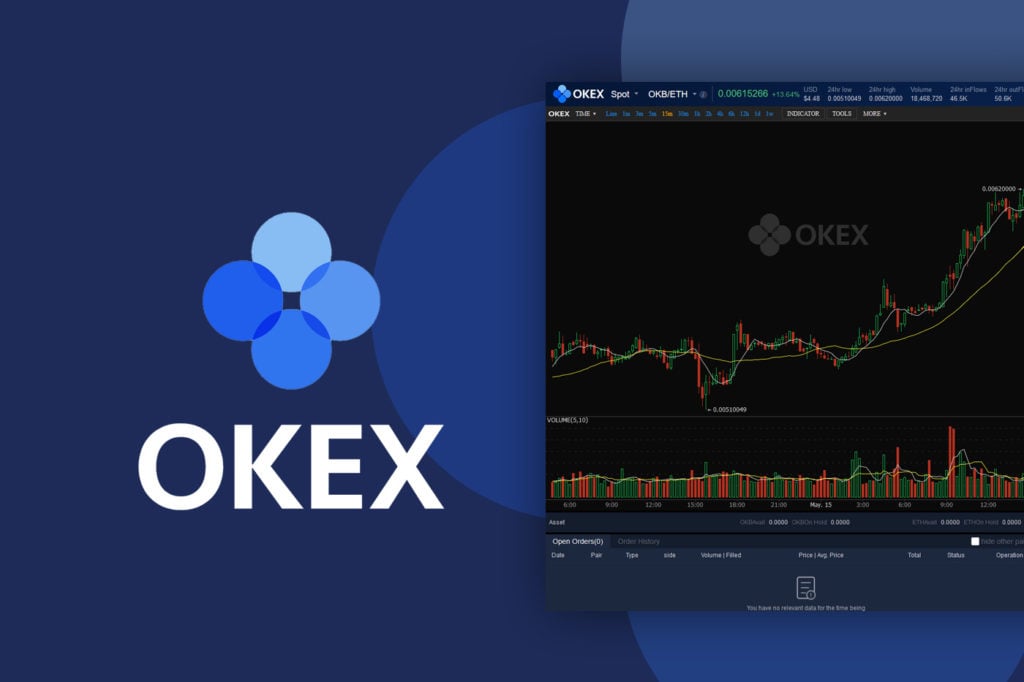 OKEX
OKEX Spot OKB/ETH 0.00615266 +13.64% USD $4.48 24hr low 0.00510049 24hr high 0.00620000 Volume 18,468,720 24hr inFlows 46.5K 24hr outFl 50.6K
OKEX TIME Line 1m 3m 5m 15m 30m 1h 2h 4h 6h 12h 1d 1w INDICATOR TOOLS MORE
0.00620000
OKEX
0.00510049
VOLUME(5,10)
6:00 9:00 12:00 15:00 18:00 21:00 May, 15 3:00 6:00 9:00 12:00
Asset OKBAvail 0.0000 OKBOn Hold 0.0000 ETHAvail 0.0000 ETHOn Hold 0.0000
Open Orders(0) Order History hide other pai
Date Pair Type side Volume | Filled Price | Avg. Price Total Status Operation
You have no relevant data for the time being